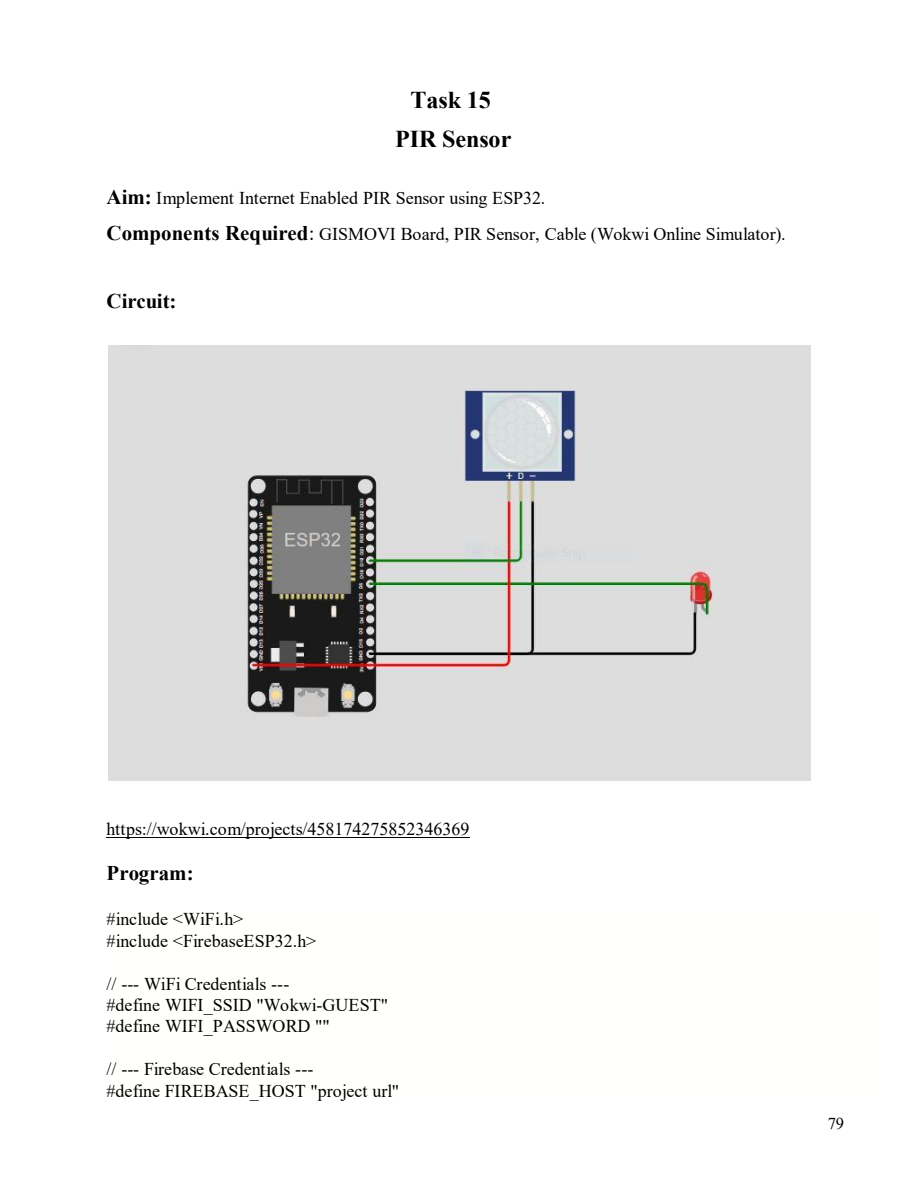 Task 15
PIR Sensor
Aim: Implement Internet Enabled PIR Sensor using ESP32.
Components Required: GISMOVI Board, PIR Sensor, Cable (Wokwi Online Simulator).
Circuit:
+ D −
ESP32
https://wokwi.com/projects/458174275852346369
Program:
#include <WiFi.h>
#include <FirebaseESP32.h>
// --- WiFi Credentials ---
#define WIFI_SSID "Wokwi-GUEST"
#define WIFI_PASSWORD ""
// --- Firebase Credentials ---
#define FIREBASE_HOST "project url"
79